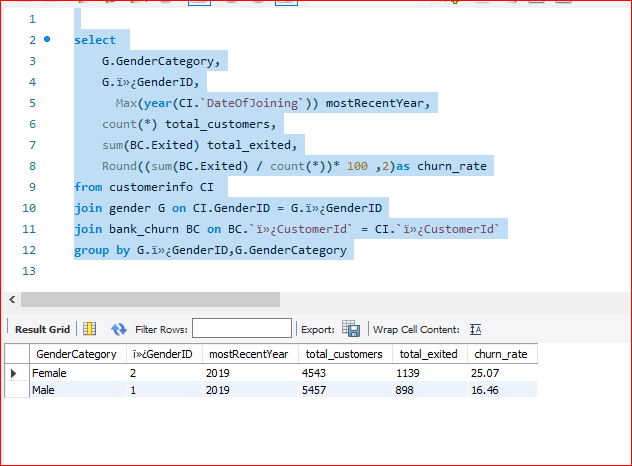 1
2 select
3 G.GenderCategory,
4 G.ï»¿GenderID,
5 Max(year(CI.`DateOfJoining`)) mostRecentYear,
6 count(*) total_customers,
7 sum(BC.Exited) total_exited,
8 Round((sum(BC.Exited) / count(*))* 100 ,2)as churn_rate
9 from customerinfo CI
10 join gender G on CI.GenderID = G.ï»¿GenderID
11 join bank_churn BC on BC.`ï»¿CustomerId` = CI.`ï»¿CustomerId`
12 group by G.ï»¿GenderID,G.GenderCategory
13
Result Grid Filter Rows: Export: Wrap Cell Content:
GenderCategory ï»¿GenderID mostRecentYear total_customers total_exited churn_rate
Female 2 2019 4543 1139 25.07
Male 1 2019 5457 898 16.46